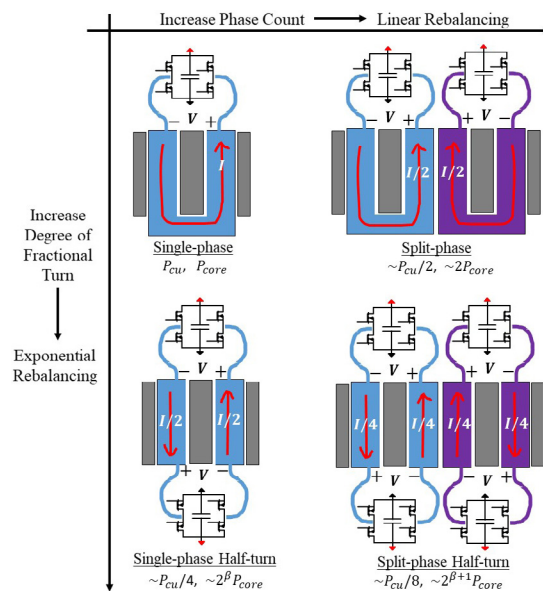 Increase Phase Count Linear Rebalancing
Increase
Degree of
Fractional
Turn
Exponential
Rebalancing
− V +
I
Single-phase
P_cu, P_core
− V + + V −
I/2 I/2
Split-phase
~P_cu/2, ~2P_core
− V +
I/2 I/2
+ V −
Single-phase Half-turn
~P_cu/4, ~2^β P_core
− V + + V −
I/4 I/4 I/4 I/4
+ V − − V +
Split-phase Half-turn
~P_cu/8, ~2^{β+1} P_core